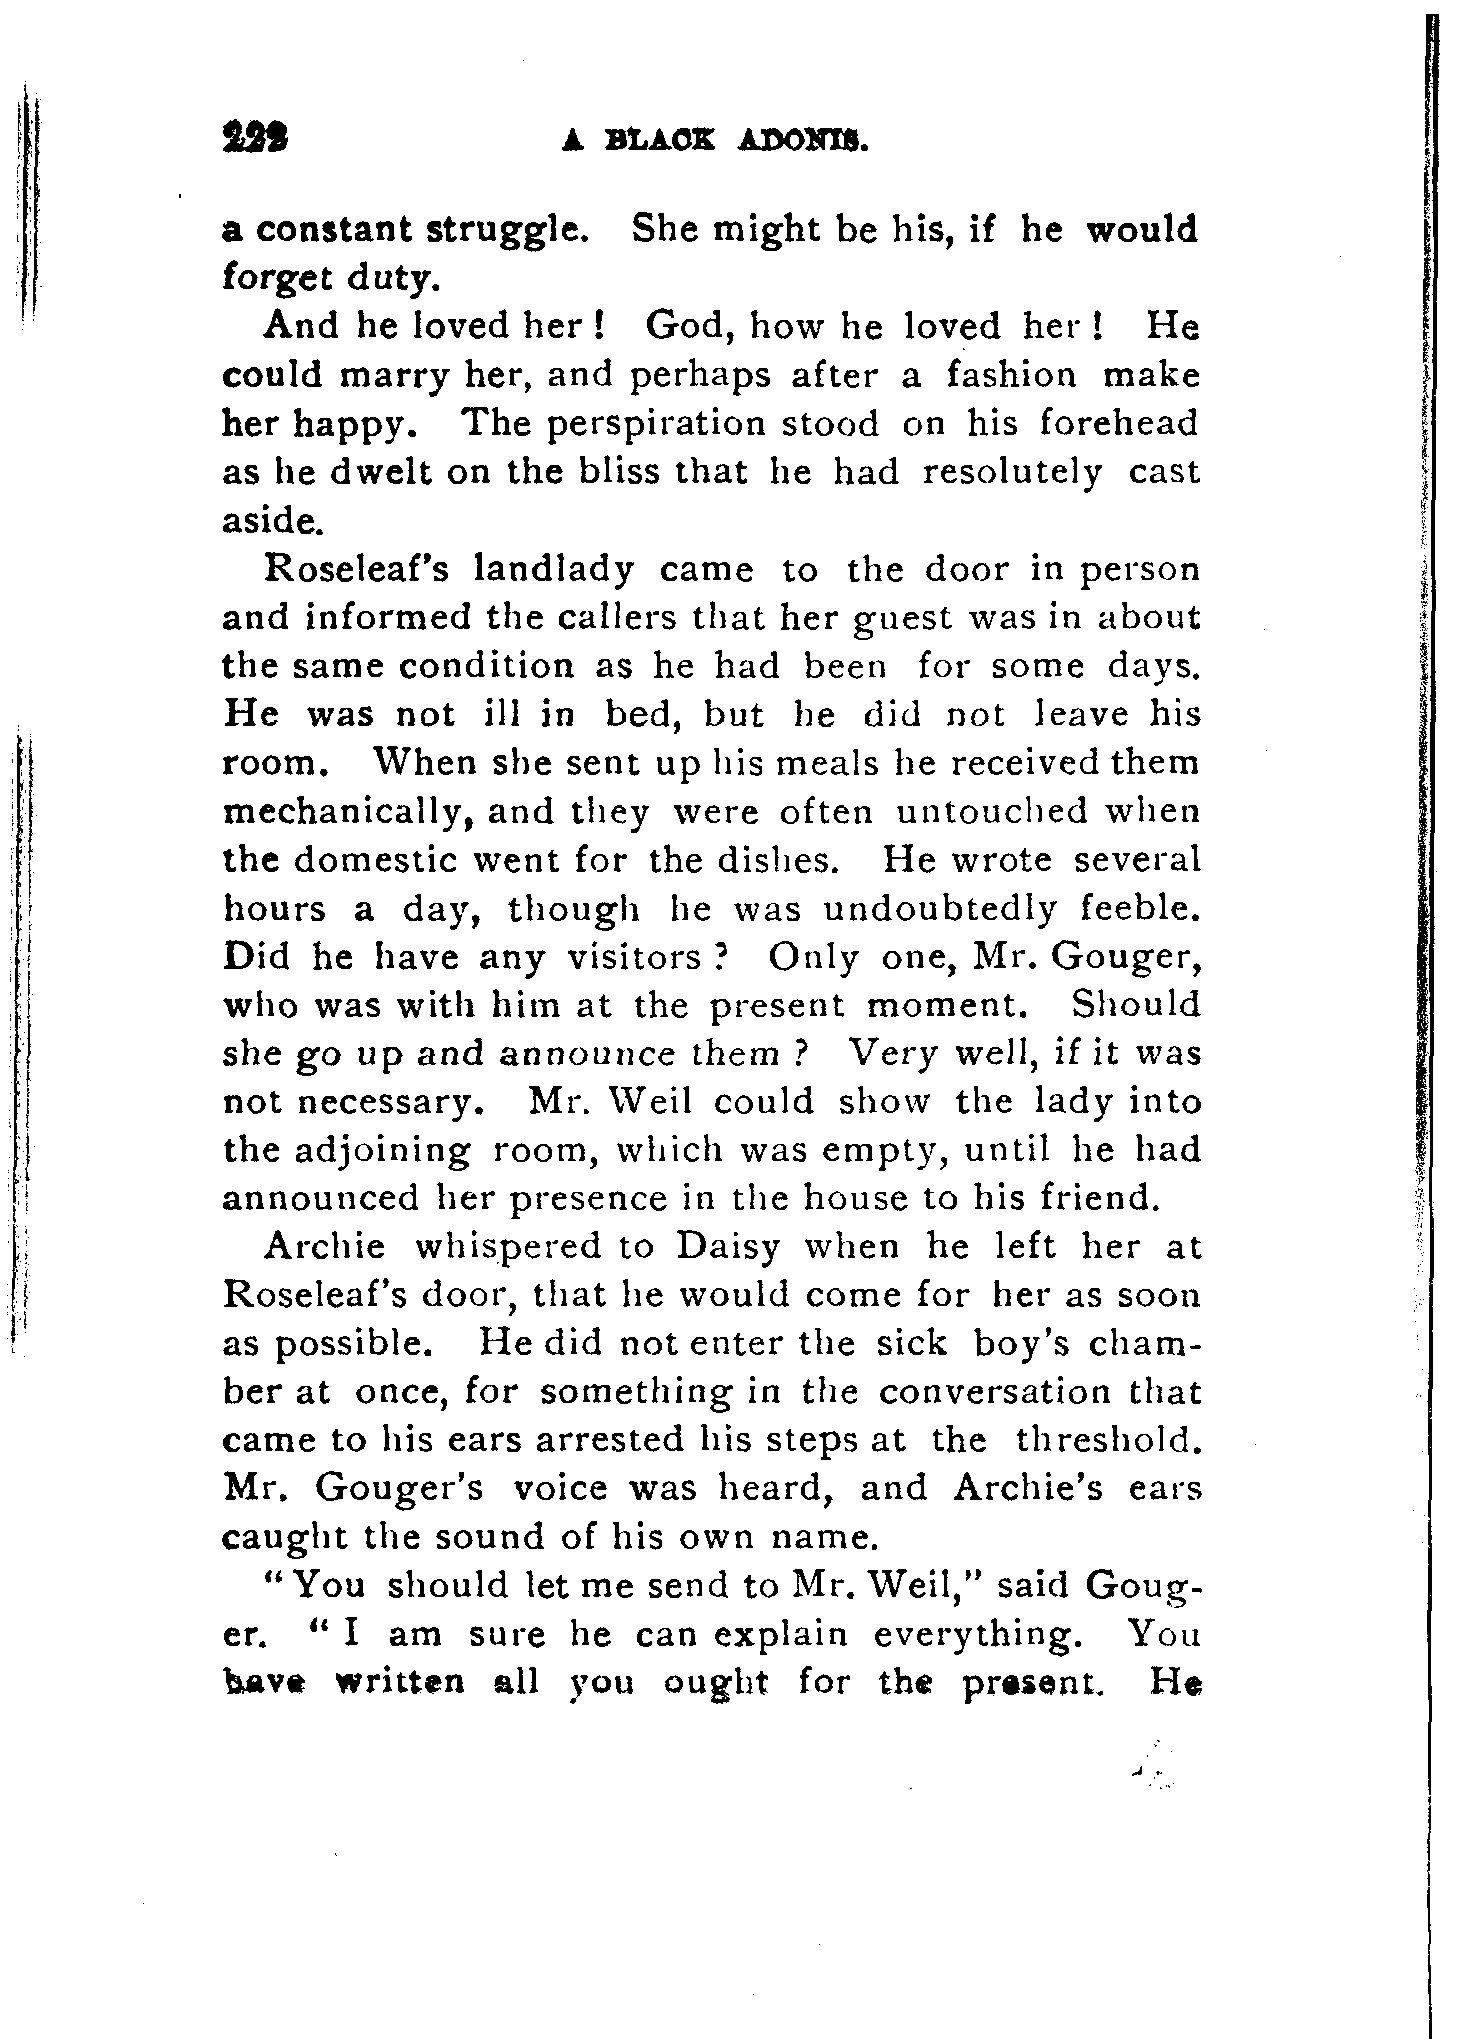 222 A BLACK ADONIS.
a constant struggle. She might be his, if he would
forget duty.
And he loved her! God, how he loved her! He
could marry her, and perhaps after a fashion make
her happy. The perspiration stood on his forehead
as he dwelt on the bliss that he had resolutely cast
aside.
Roseleaf's landlady came to the door in person
and informed the callers that her guest was in about
the same condition as he had been for some days.
He was not ill in bed, but he did not leave his
room. When she sent up his meals he received them
mechanically, and they were often untouched when
the domestic went for the dishes. He wrote several
hours a day, though he was undoubtedly feeble.
Did he have any visitors? Only one, Mr. Gouger,
who was with him at the present moment. Should
she go up and announce them? Very well, if it was
not necessary. Mr. Weil could show the lady into
the adjoining room, which was empty, until he had
announced her presence in the house to his friend.
Archie whispered to Daisy when he left her at
Roseleaf's door, that he would come for her as soon
as possible. He did not enter the sick boy's cham-
ber at once, for something in the conversation that
came to his ears arrested his steps at the threshold.
Mr. Gouger's voice was heard, and Archie's ears
caught the sound of his own name.
"You should let me send to Mr. Weil," said Goug-
er. "I am sure he can explain everything. You
have written all you ought for the present. He